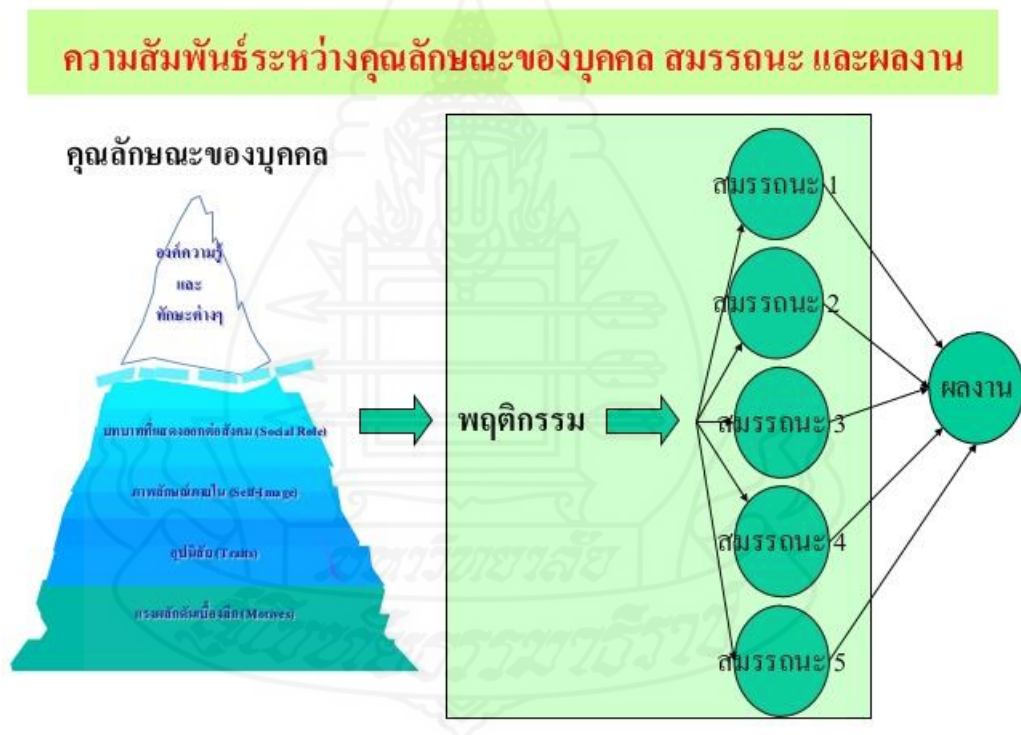 ความสัมพันธ์ระหว่างคุณลักษณะของบุคคล สมรรถนะ และผลงาน
คุณลักษณะของบุคคล
องค์ความรู้
และ
ทักษะต่างๆ
บทบาทที่แสดงออกต่อสังคม (Social Role)
ภาพลักษณ์ภายใน (Self-Image)
อุปนิสัย (Traits)
แรงผลักดันเบื้องลึก (Motives)
พฤติกรรม
สมรรถนะ 1
สมรรถนะ 2
สมรรถนะ 3
สมรรถนะ 4
สมรรถนะ 5
ผลงาน